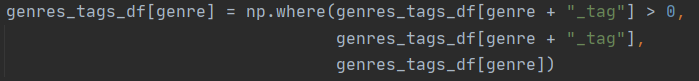 genres_tags_df[genre] = np.where(genres_tags_df[genre + "_tag"] > 0,
genres_tags_df[genre + "_tag"],
genres_tags_df[genre])